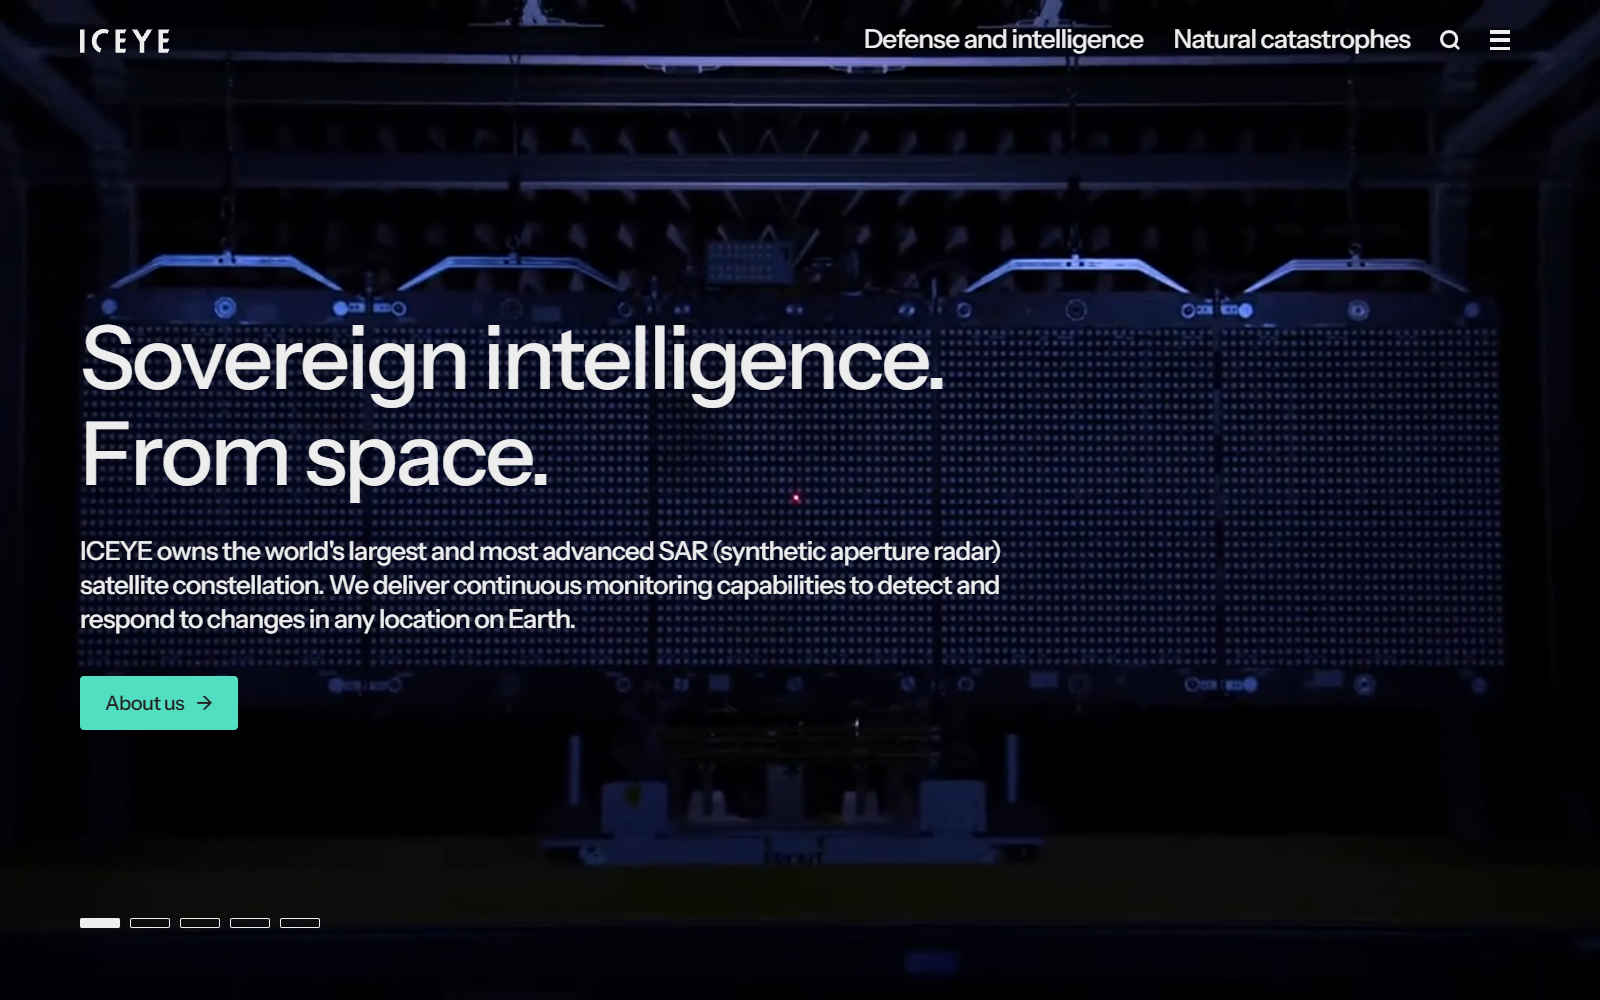 ICEYE
Defense and intelligence
Natural catastrophes
Sovereign intelligence.
From space.
ICEYE owns the world's largest and most advanced SAR (synthetic aperture radar)
satellite constellation. We deliver continuous monitoring capabilities to detect and
respond to changes in any location on Earth.
About us
FRONT